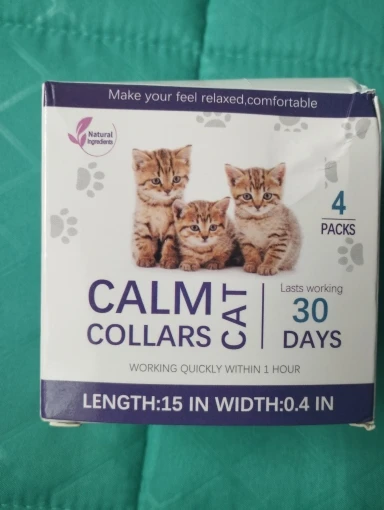 Make your feel relaxed,comfortable
Natural
Ingredients
4
PACKS
CALM
COLLARS
CAT
Lasts working
30
DAYS
WORKING QUICKLY WITHIN 1 HOUR
LENGTH:15 IN WIDTH:0.4 IN